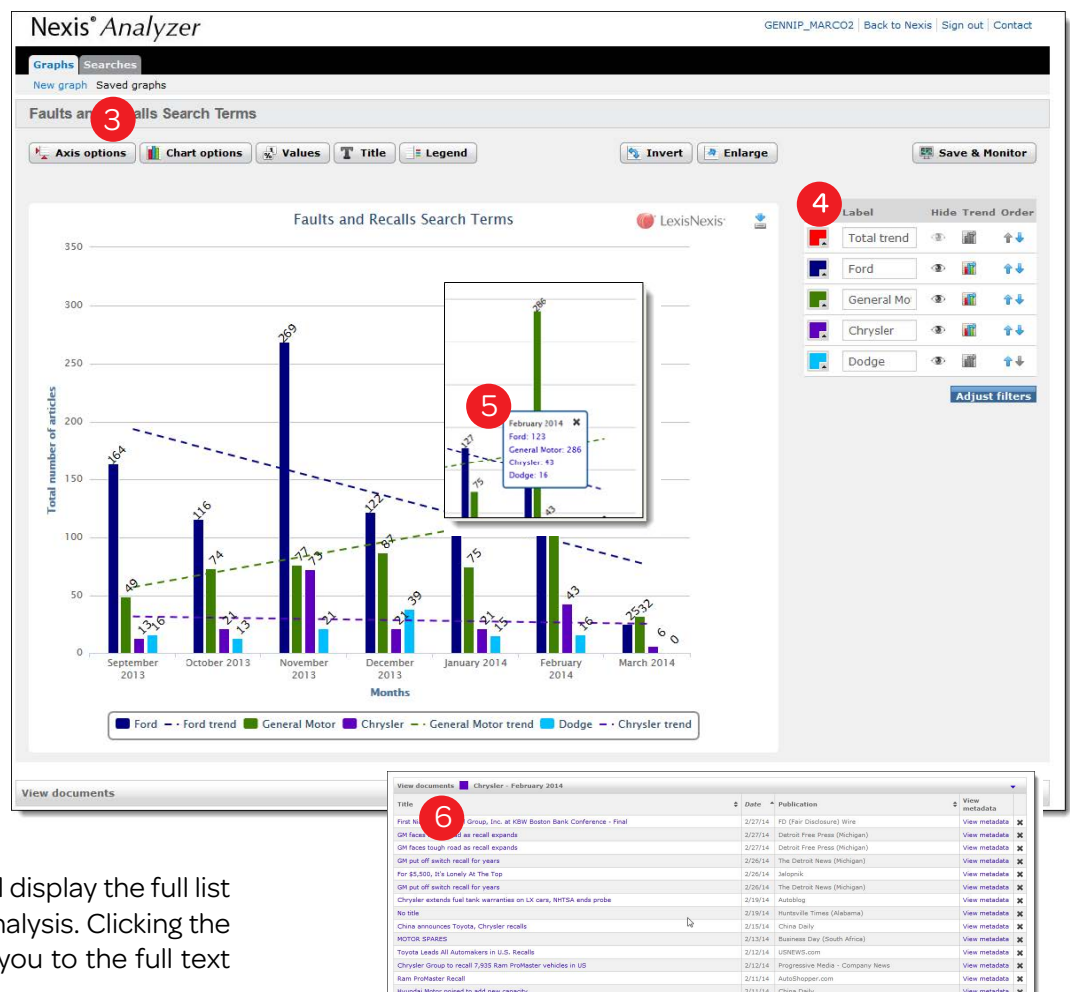 Nexis® Analyzer
GENNIP_MARCO2 | Back to Nexis | Sign out | Contact
Graphs Searches
New graph Saved graphs
Faults an alls Search Terms
3
Axis options Chart options Values Title Legend Invert Enlarge Save & Monitor
Faults and Recalls Search Terms
LexisNexis
4
Label Hide Trend Order
Total trend
Ford
General Mo
Chrysler
Dodge
Adjust filters
Total number of articles
350
300
250
200
150
100
50
0
164 49 13 16
116 74 21 13
269 77 73 21
122 87 21 39
75 21 15
43 16
25 32 6 0
286
127
75
43
5
February 2014
Ford: 123
General Motor: 286
Chrysler: 43
Dodge: 16
September 2013
October 2013
November 2013
December 2013
January 2014
February 2014
March 2014
Months
Ford Ford trend General Motor Chrysler General Motor trend Dodge Chrysler trend
View documents
View documents Chrysler - February 2014
6
Title Date Publication View metadata
First Ni Group, Inc. at KBW Boston Bank Conference - Final 2/27/14 FD (Fair Disclosure) Wire View metadata
GM faces ad as recall expands 2/27/14 Detroit Free Press (Michigan) View metadata
GM faces tough road as recall expands 2/27/14 Detroit Free Press (Michigan) View metadata
GM put off switch recall for years 2/26/14 The Detroit News (Michigan) View metadata
For $5,500, It's Lonely At The Top 2/26/14 Jalopnik View metadata
GM put off switch recall for years 2/26/14 The Detroit News (Michigan) View metadata
Chrysler extends fuel tank warranties on LX cars, NHTSA ends probe 2/19/14 Autoblog View metadata
No title 2/19/14 Huntsville Times (Alabama) View metadata
China announces Toyota, Chrysler recalls 2/15/14 China Daily View metadata
MOTOR SPARES 2/13/14 Business Day (South Africa) View metadata
Toyota Leads All Automakers in U.S. Recalls 2/12/14 USNEWS.com View metadata
Chrysler Group to recall 7,935 Ram ProMaster vehicles in US 2/12/14 Progressive Media - Company News View metadata
Ram ProMaster Recall 2/11/14 AutoShopper.com View metadata
Hyundai Motor poised to add new capacity 2/11/14 China Daily View metadata
display the full list
nalysis. Clicking the
you to the full text